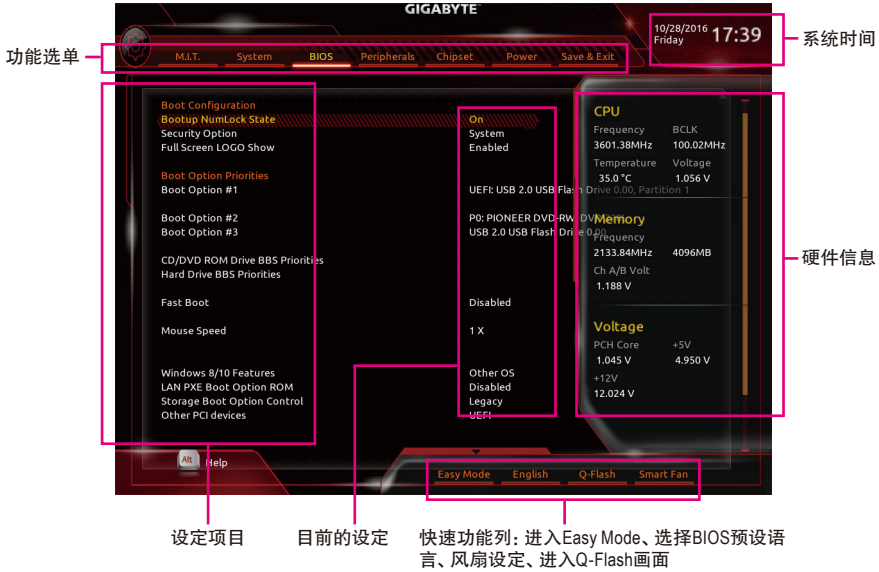 GIGABYTE
10/28/2016
Friday
17:39
系统时间
功能选单
M.I.T. System BIOS Peripherals Chipset Power Save & Exit
Boot Configuration
Bootup NumLock State On
Security Option System
Full Screen LOGO Show Enabled
Boot Option Priorities
Boot Option #1 UEFI: USB 2.0 USB Flash Drive 0.00, Partition 1
Boot Option #2 P0: PIONEER DVD-RW DV
Boot Option #3 USB 2.0 USB Flash Drive 0.00
CD/DVD ROM Drive BBS Priorities
Hard Drive BBS Priorities
Fast Boot Disabled
Mouse Speed 1 X
Windows 8/10 Features Other OS
LAN PXE Boot Option ROM Disabled
Storage Boot Option Control Legacy
Other PCI devices UEFI
CPU
Frequency BCLK
3601.38MHz 100.02MHz
Temperature Voltage
35.0 °C 1.056 V
Memory
Frequency
2133.84MHz 4096MB
Ch A/B Volt
1.188 V
Voltage
PCH Core +5V
1.045 V 4.950 V
+12V
12.024 V
硬件信息
Alt Help
Easy Mode English Q-Flash Smart Fan
设定项目
目前的设定
快速功能列: 进入Easy Mode、选择BIOS预设语
言、风扇设定、进入Q-Flash画面